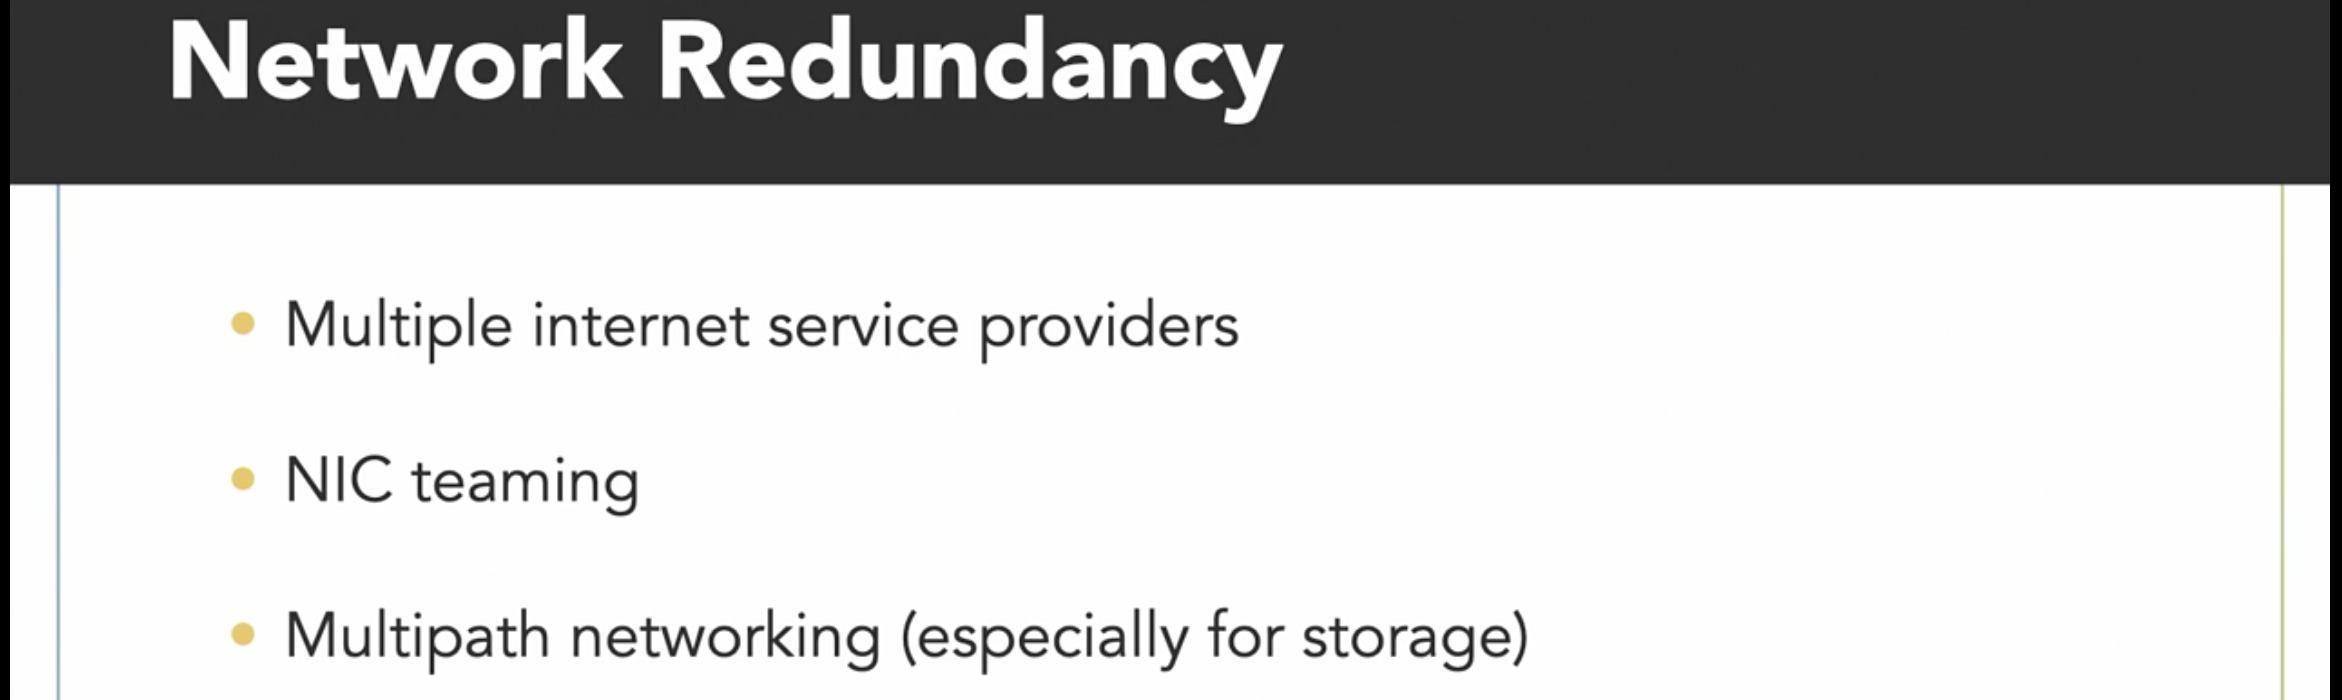 Network Redundancy
Multiple internet service providers
NIC teaming
Multipath networking (especially for storage)